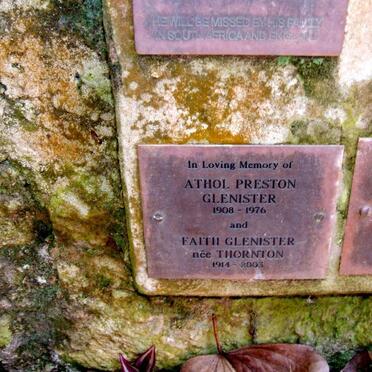 HE WILL BE MISSED BY HIS FAMILY
IN SOUTH AFRICA AND ENGLAND
In Loving Memory of
ATHOL PRESTON
GLENISTER
1908 - 1976
and
FAITH GLENISTER
née THORNTON
1914 - 2003